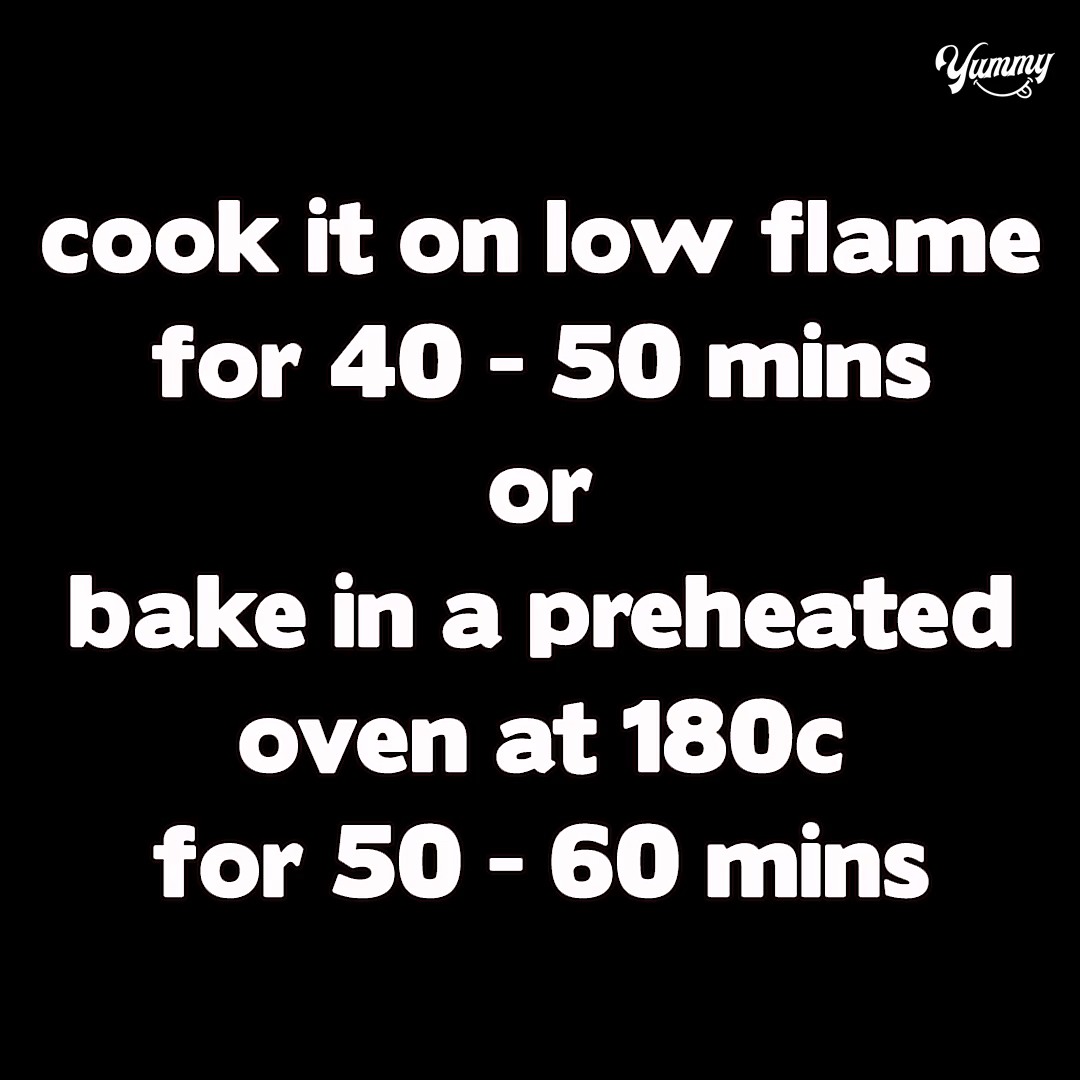 Yummy
cook it on low flame
for 40 - 50 mins
or
bake in a preheated
oven at 180c
for 50 - 60 mins